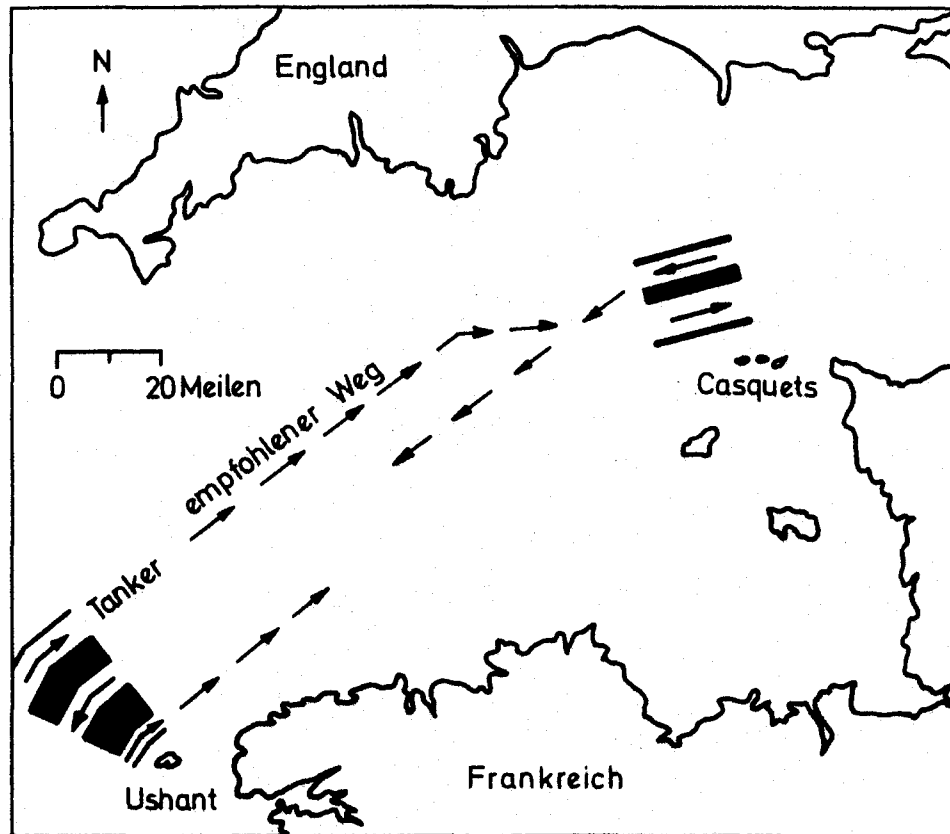 N
England
0 20 Meilen
Casquets
empfohlener Weg
Tanker
Ushant
Frankreich